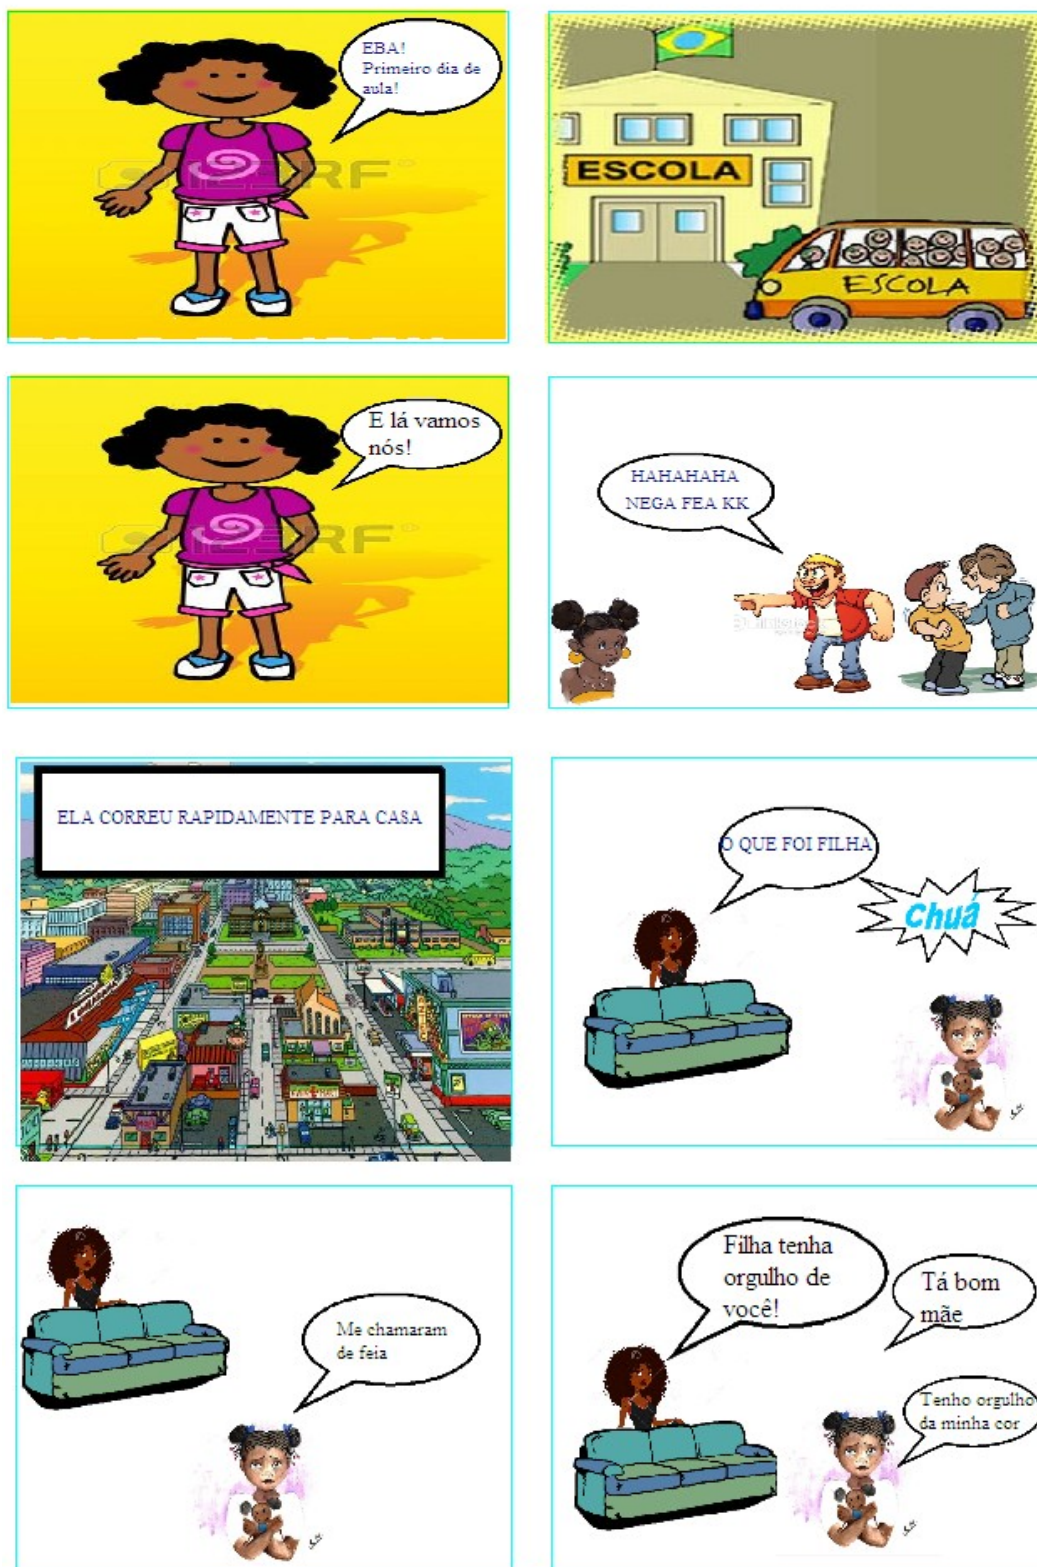 EBA!
Primeiro dia de
aula!
ESCOLA
ESCOLA
E lá vamos
nós!
HAHAHAHA
NEGA FEA KK
ELA CORREU RAPIDAMENTE PARA CASA
O QUE FOI FILHA
Chuá
Me chamaram
de feia
Filha tenha
orgulho de
você!
Tá bom
mãe
Tenho orgulho
da minha cor